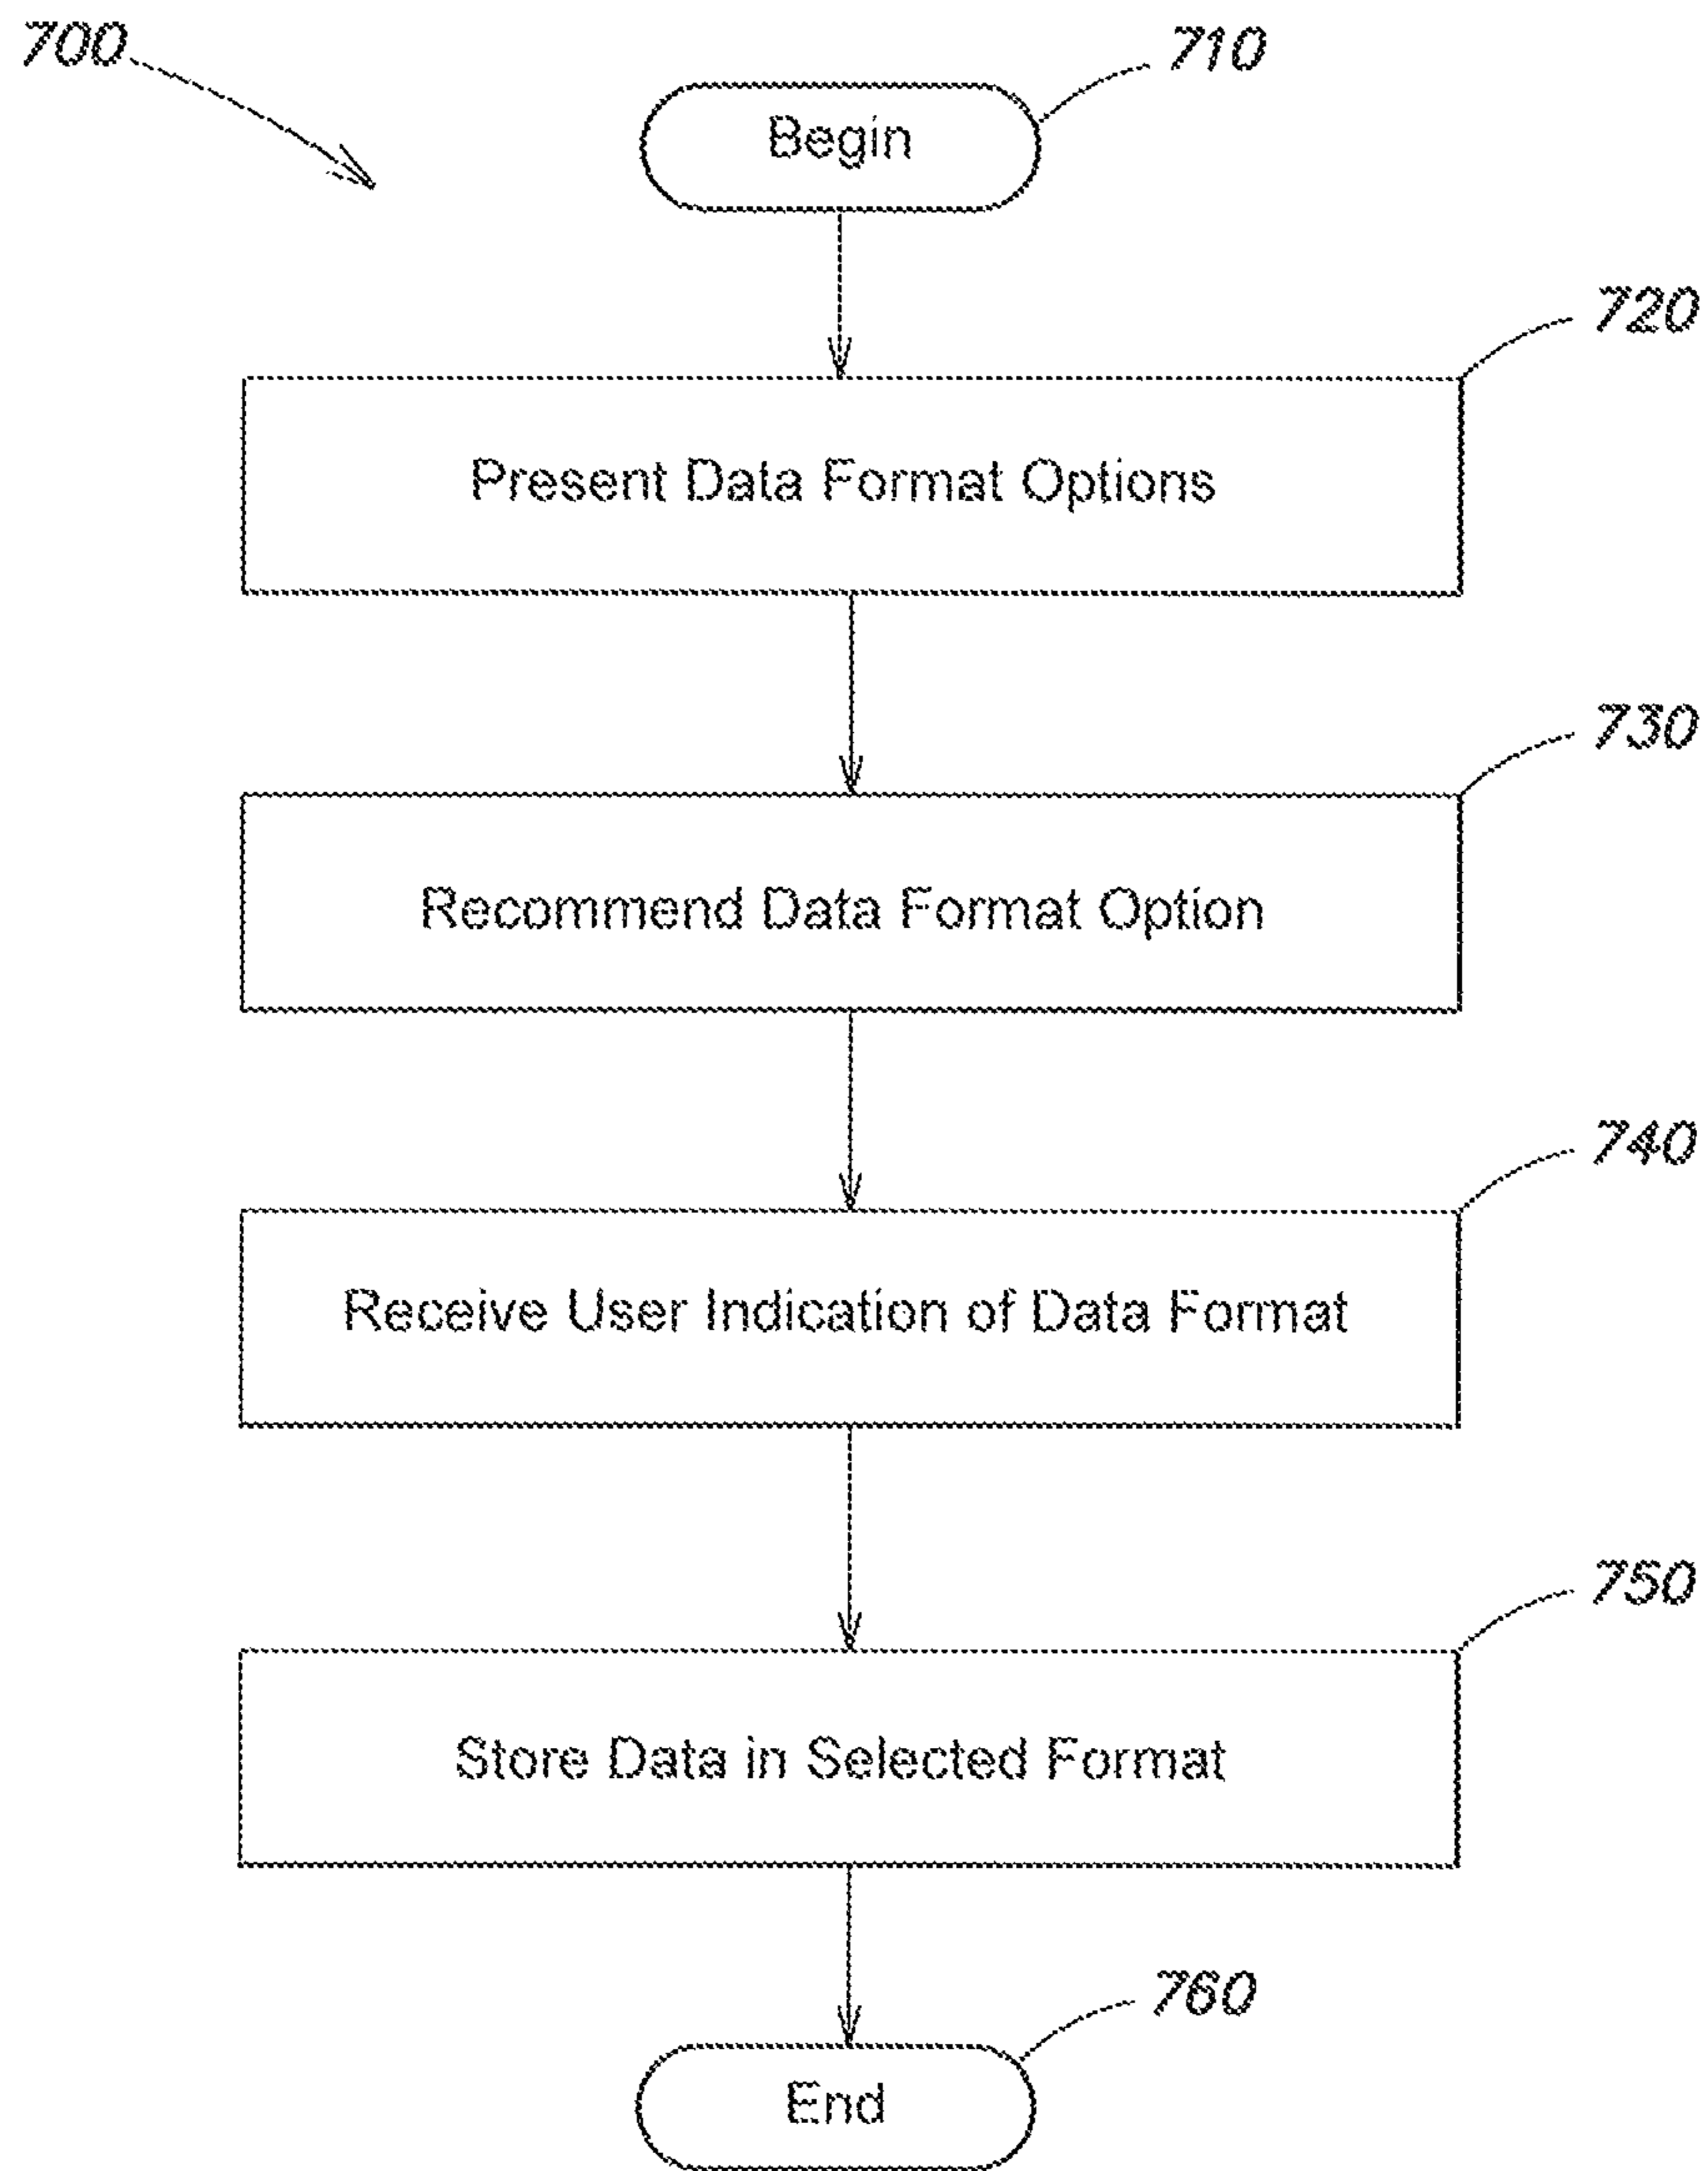 700
710
Begin
720
Present Data Format Options
730
Recommend Data Format Option
740
Receive User Indication of Data Format
750
Store Data in Selected Format
760
End